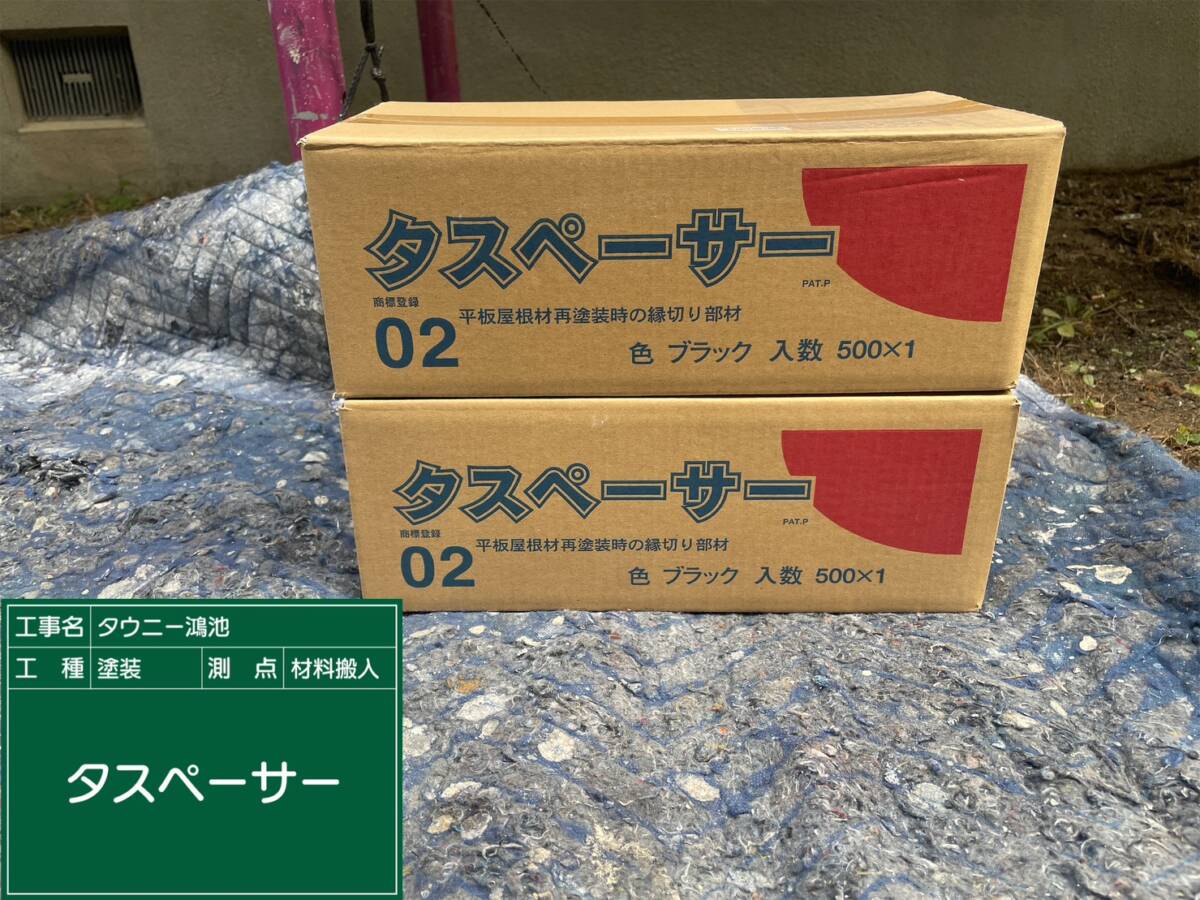 タスペーサー
PAT.P
商標登録
02 平板屋根材再塗装時の縁切り部材
色 ブラック 入数 500×1
タスペーサー
PAT.P
商標登録
02 平板屋根材再塗装時の縁切り部材
色 ブラック 入数 500×1
工事名 タウニー鴻池
工種 塗装 測点 材料搬入
タスペーサー